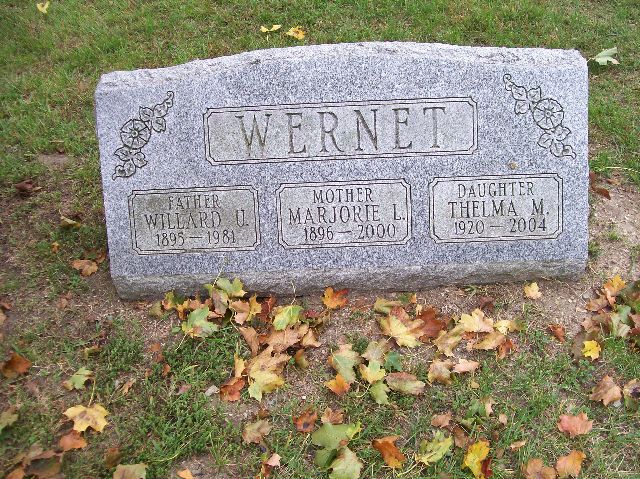 WERNET
FATHER
WILLARD U.
1895 - 1981
MOTHER
MARJORIE L.
1896 - 2000
DAUGHTER
THELMA M.
1920 - 2004